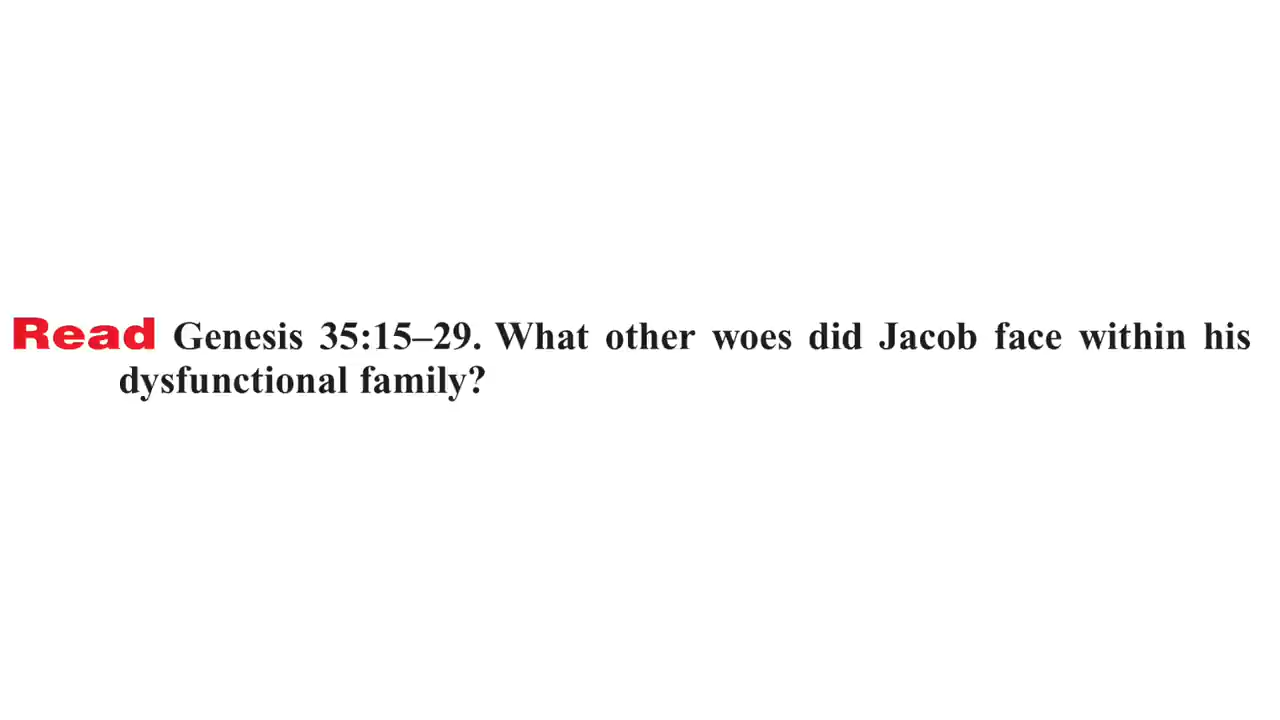 Read Genesis 35:15–29. What other woes did Jacob face within his
dysfunctional family?